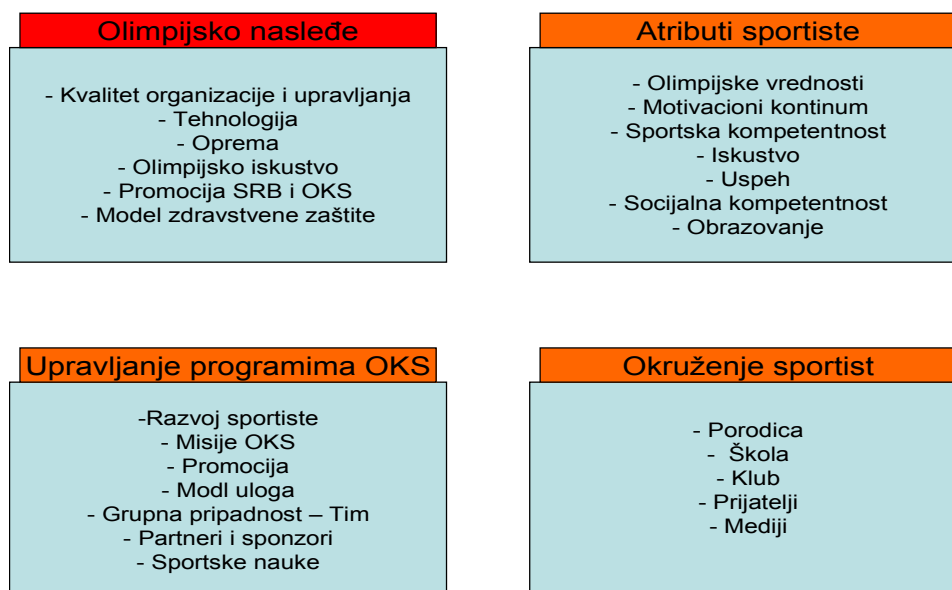 Olimpijsko nasleđe
- Kvalitet organizacije i upravljanja
- Tehnologija
- Oprema
- Olimpijsko iskustvo
- Promocija SRB i OKS
- Model zdravstvene zaštite
Atributi sportiste
- Olimpijske vrednosti
- Motivacioni kontinum
- Sportska kompetentnost
- Iskustvo
- Uspeh
- Socijalna kompetentnost
- Obrazovanje
Upravljanje programima OKS
-Razvoj sportiste
- Misije OKS
- Promocija
- Modl uloga
- Grupna pripadnost – Tim
- Partneri i sponzori
- Sportske nauke
Okruženje sportist
- Porodica
- Škola
- Klub
- Prijatelji
- Mediji